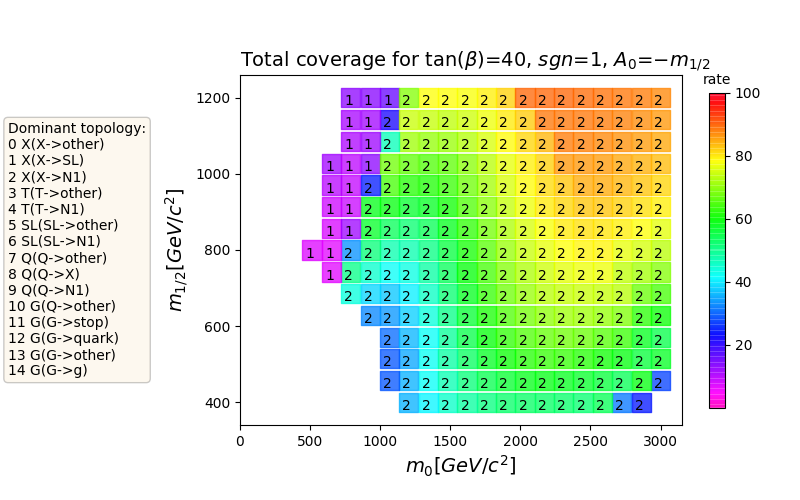 Total coverage for tan(β)=40, sgn=1, A₀=−m₁/₂
rate
Dominant topology:
0 X(X->other)
1 X(X->SL)
2 X(X->N1)
3 T(T->other)
4 T(T->N1)
5 SL(SL->other)
6 SL(SL->N1)
7 Q(Q->other)
8 Q(Q->X)
9 Q(Q->N1)
10 G(Q->other)
11 G(G->stop)
12 G(G->quark)
13 G(G->other)
14 G(G->g)
m₁/₂[GeV/c²]
1200
1000
800
600
400
1 1 1 2 2 2 2 2 2 2 2 2 2 2 2 2 2
1 1 2 2 2 2 2 2 2 2 2 2 2 2 2 2 2
1 1 2 2 2 2 2 2 2 2 2 2 2 2 2 2 2
1 1 1 2 2 2 2 2 2 2 2 2 2 2 2 2 2 2
1 1 2 2 2 2 2 2 2 2 2 2 2 2 2 2 2 2
1 1 2 2 2 2 2 2 2 2 2 2 2 2 2 2 2 2
1 1 2 2 2 2 2 2 2 2 2 2 2 2 2 2 2 2
1 1 2 2 2 2 2 2 2 2 2 2 2 2 2 2 2 2 2
1 2 2 2 2 2 2 2 2 2 2 2 2 2 2 2 2 2
2 2 2 2 2 2 2 2 2 2 2 2 2 2 2 2 2
2 2 2 2 2 2 2 2 2 2 2 2 2 2 2 2
2 2 2 2 2 2 2 2 2 2 2 2 2 2 2
2 2 2 2 2 2 2 2 2 2 2 2 2 2 2
2 2 2 2 2 2 2 2 2 2 2 2 2 2 2
2 2 2 2 2 2 2 2 2 2 2 2 2
0 500 1000 1500 2000 2500 3000
m₀[GeV/c²]
100
80
60
40
20